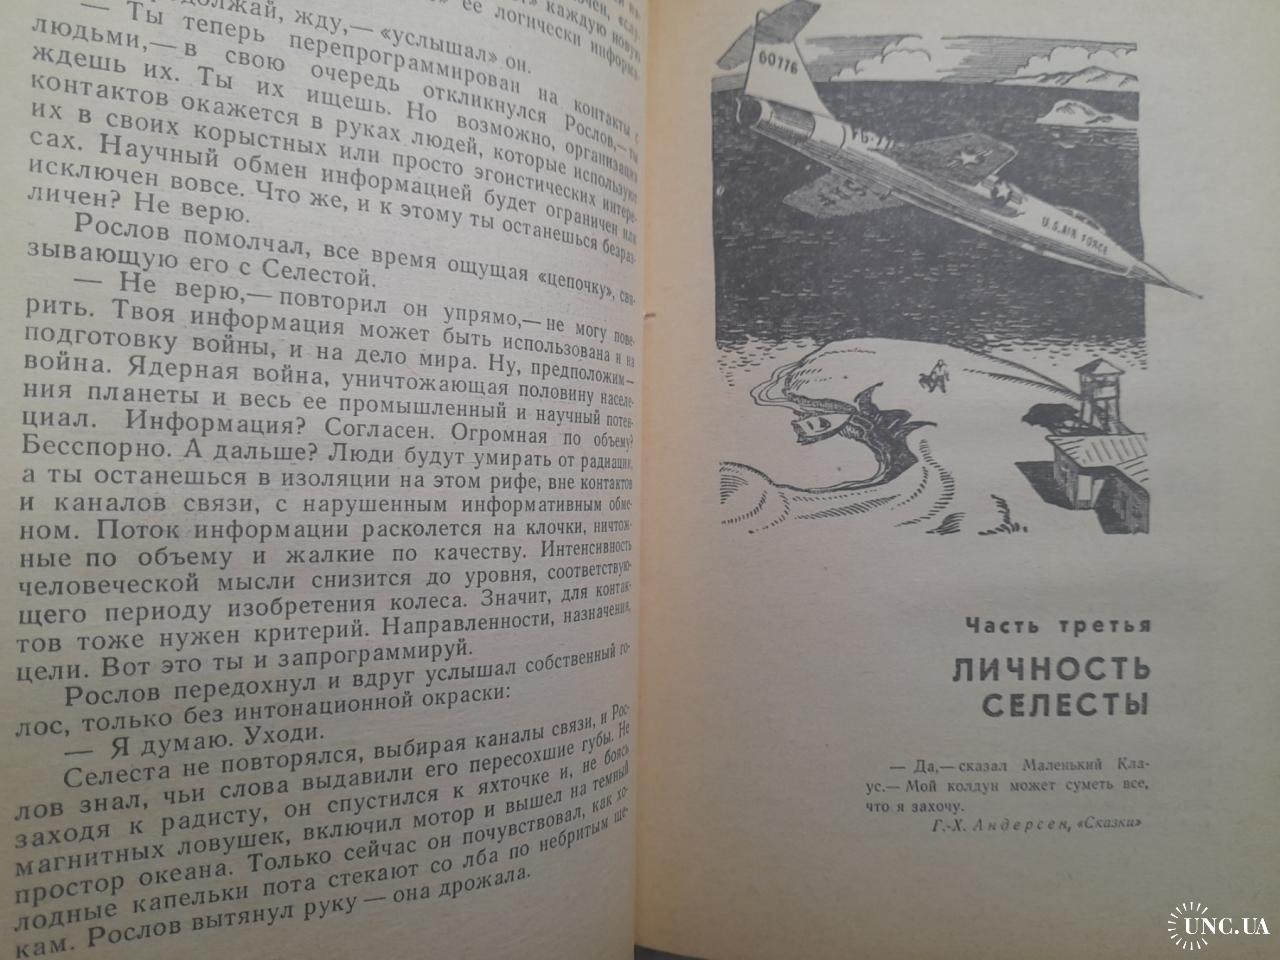 каждую новую
ее логически информа-
должай, жду,— «услышал» он.
— Ты теперь перепрограммирован на контакты с
людьми,— в свою очередь откликнулся Рослов,— ты
ждешь их. Ты их ищешь. Но возможно, организация
контактов окажется в руках людей, которые используют
их в своих корыстных или просто эгоистических интере-
сах. Научный обмен информацией будет ограничен или
исключен вовсе. Что же, и к этому ты останешься безраз-
личен? Не верю.
Рослов помолчал, все время ощущая «цепочку», свя-
зывающую его с Селестой.
— Не верю,— повторил он упрямо,— не могу пове-
рить. Твоя информация может быть использована и на
подготовку войны, и на дело мира. Ну, предположим —
война. Ядерная война, уничтожающая половину населе-
ния планеты и весь ее промышленный и научный потен-
циал. Информация? Согласен. Огромная по объему?
Бесспорно. А дальше? Люди будут умирать от радиации,
а ты останешься в изоляции на этом рифе, вне контактов
и каналов связи, с нарушенным информативным обме-
ном. Поток информации расколется на клочки, ничтож-
ные по объему и жалкие по качеству. Интенсивность
человеческой мысли снизится до уровня, соответствую-
щего периоду изобретения колеса. Значит, для контак-
тов тоже нужен критерий. Направленности, назначения,
цели. Вот это ты и запрограммируй.
Рослов передохнул и вдруг услышал собственный го-
лос, только без интонационной окраски:
— Я думаю. Уходи.
Селеста не повторялся, выбирая каналы связи, и Рос-
лов знал, чьи слова выдавили его пересохшие губы. Не
заходя к радисту, он спустился к яхточке и, не боясь
магнитных ловушек, включил мотор и вышел на темный
простор океана. Только сейчас он почувствовал, как хо-
лодные капельки пота стекают со лба по небритым ще-
кам. Рослов вытянул руку — она дрожала.
60776
U.S. AIR FORCE
Часть третья
ЛИЧНОСТЬ
СЕЛЕСТЫ
— Да,— сказал Маленький Кла-
ус.— Мой колдун может суметь все,
что я захочу.
Г.-Х. Андерсен, «Сказки»
UNC.UA